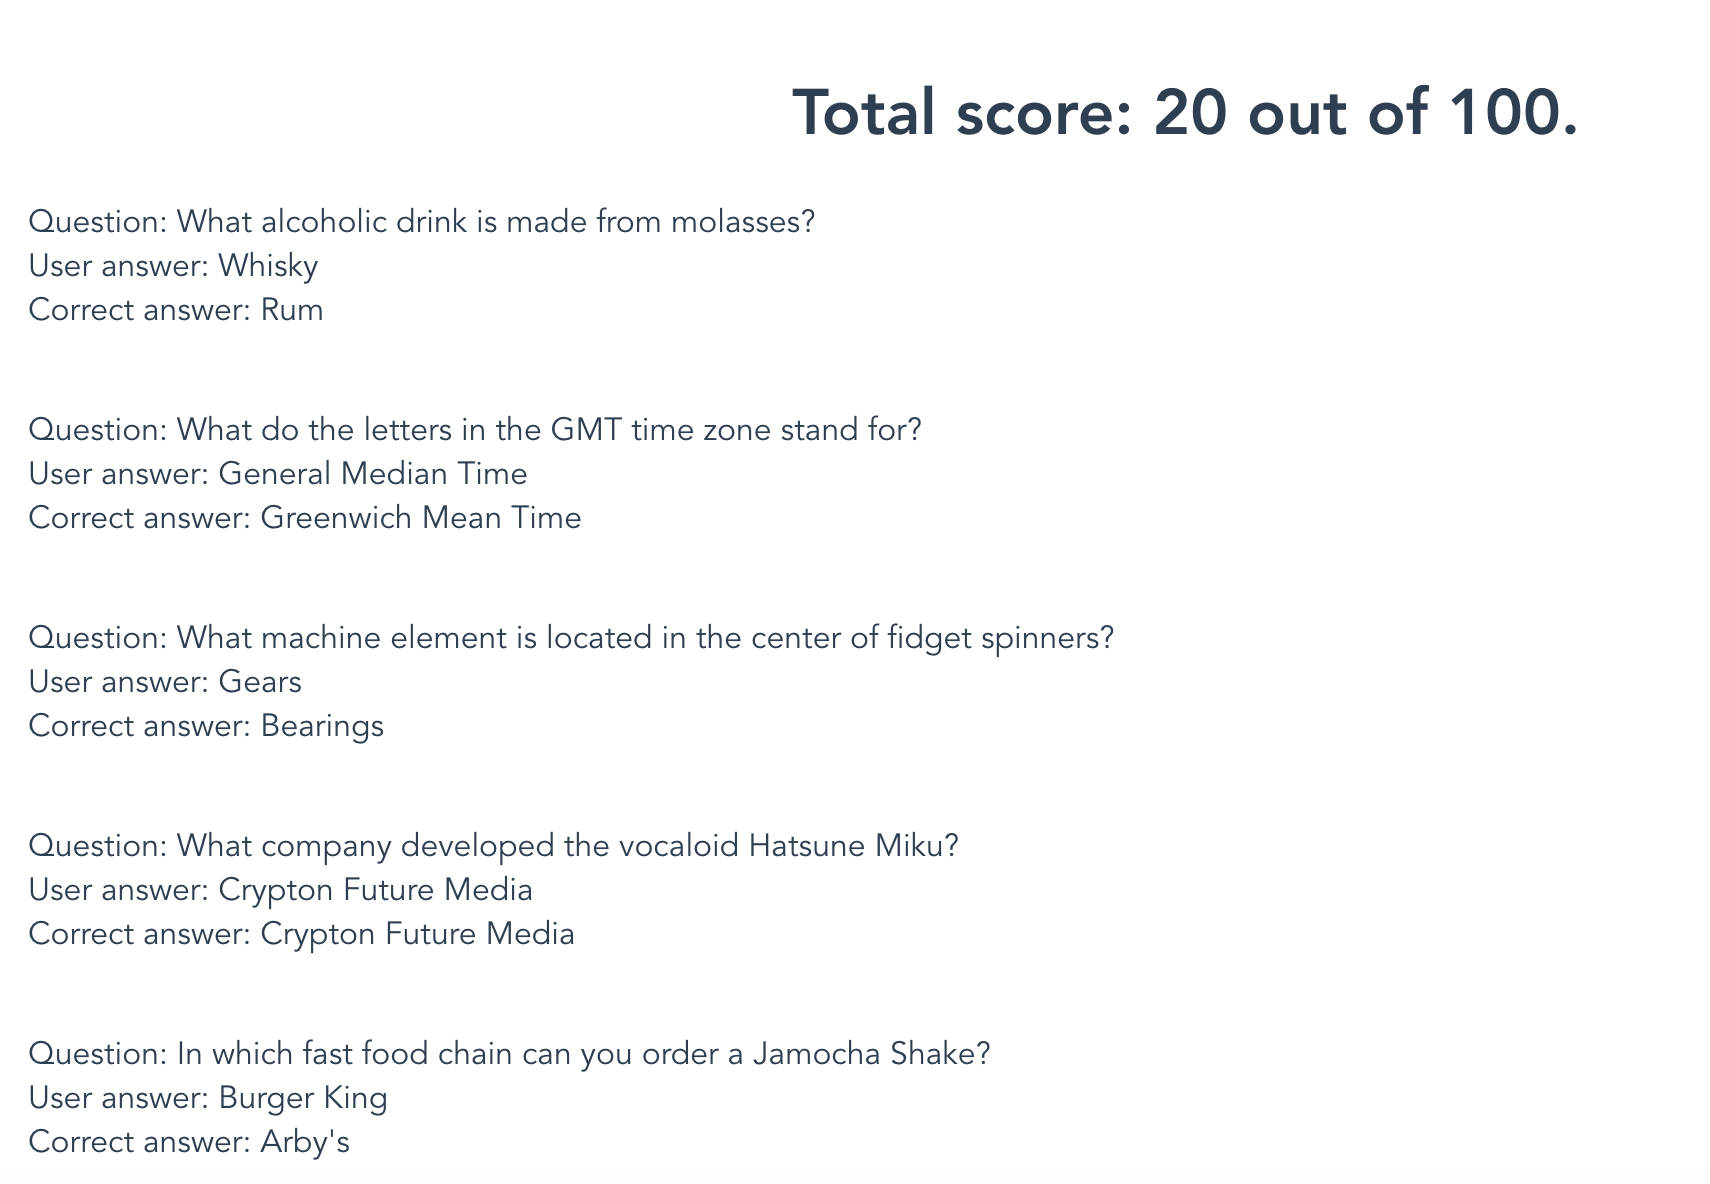 Total score: 20 out of 100.
Question: What alcoholic drink is made from molasses?
User answer: Whisky
Correct answer: Rum
Question: What do the letters in the GMT time zone stand for?
User answer: General Median Time
Correct answer: Greenwich Mean Time
Question: What machine element is located in the center of fidget spinners?
User answer: Gears
Correct answer: Bearings
Question: What company developed the vocaloid Hatsune Miku?
User answer: Crypton Future Media
Correct answer: Crypton Future Media
Question: In which fast food chain can you order a Jamocha Shake?
User answer: Burger King
Correct answer: Arby's